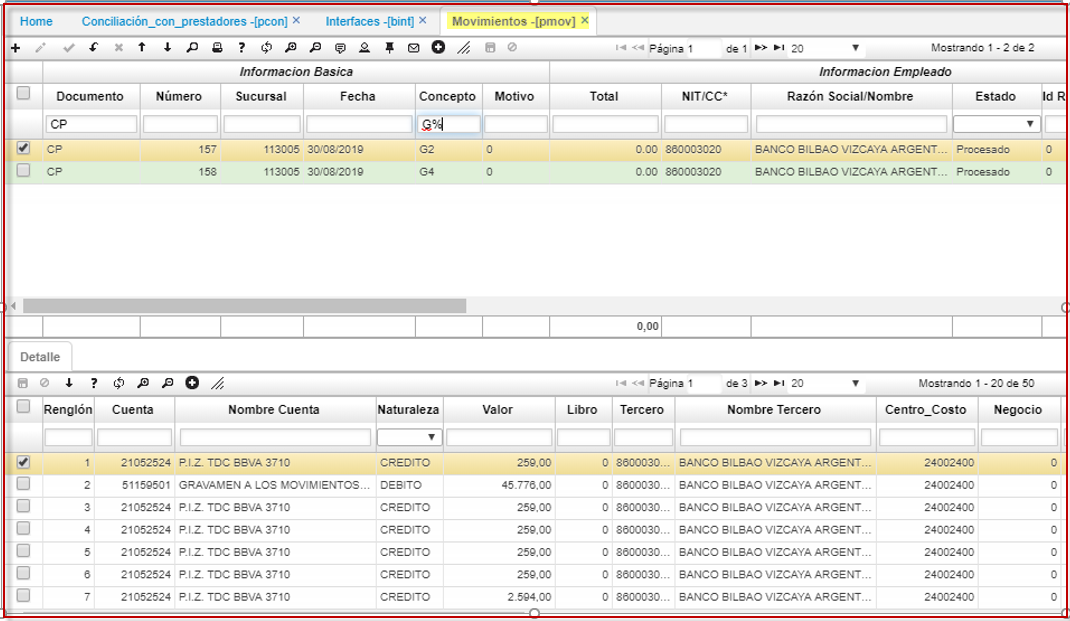 Home Conciliación_con_prestadores -[pcon] × Interfaces -[bint] × Movimientos -[pmov] ×
Página 1 de 1 20 Mostrando 1 - 2 de 2
Informacion Basica Informacion Empleado
Documento Número Sucursal Fecha Concepto Motivo Total NIT/CC* Razón Social/Nombre Estado Id R
CP G%
CP 157 113005 30/08/2019 G2 0 0.00 860003020 BANCO BILBAO VIZCAYA ARGENT... Procesado 0
CP 158 113005 30/08/2019 G4 0 0.00 860003020 BANCO BILBAO VIZCAYA ARGENT... Procesado 0
0,00
Detalle
Página 1 de 3 20 Mostrando 1 - 20 de 50
Renglón Cuenta Nombre Cuenta Naturaleza Valor Libro Tercero Nombre Tercero Centro_Costo Negocio
1 21052524 P.I.Z. TDC BBVA 3710 CREDITO 259,00 0 8600030... BANCO BILBAO VIZCAYA ARGENT... 24002400 0
2 51159501 GRAVAMEN A LOS MOVIMIENTOS... DEBITO 45.776,00 0 8600030... BANCO BILBAO VIZCAYA ARGENT... 24002400 0
3 21052524 P.I.Z. TDC BBVA 3710 CREDITO 259,00 0 8600030... BANCO BILBAO VIZCAYA ARGENT... 24002400 0
4 21052524 P.I.Z. TDC BBVA 3710 CREDITO 259,00 0 8600030... BANCO BILBAO VIZCAYA ARGENT... 24002400 0
5 21052524 P.I.Z. TDC BBVA 3710 CREDITO 259,00 0 8600030... BANCO BILBAO VIZCAYA ARGENT... 24002400 0
6 21052524 P.I.Z. TDC BBVA 3710 CREDITO 259,00 0 8600030... BANCO BILBAO VIZCAYA ARGENT... 24002400 0
7 21052524 P.I.Z. TDC BBVA 3710 CREDITO 2.594,00 0 8600030... BANCO BILBAO VIZCAYA ARGENT... 24002400 0